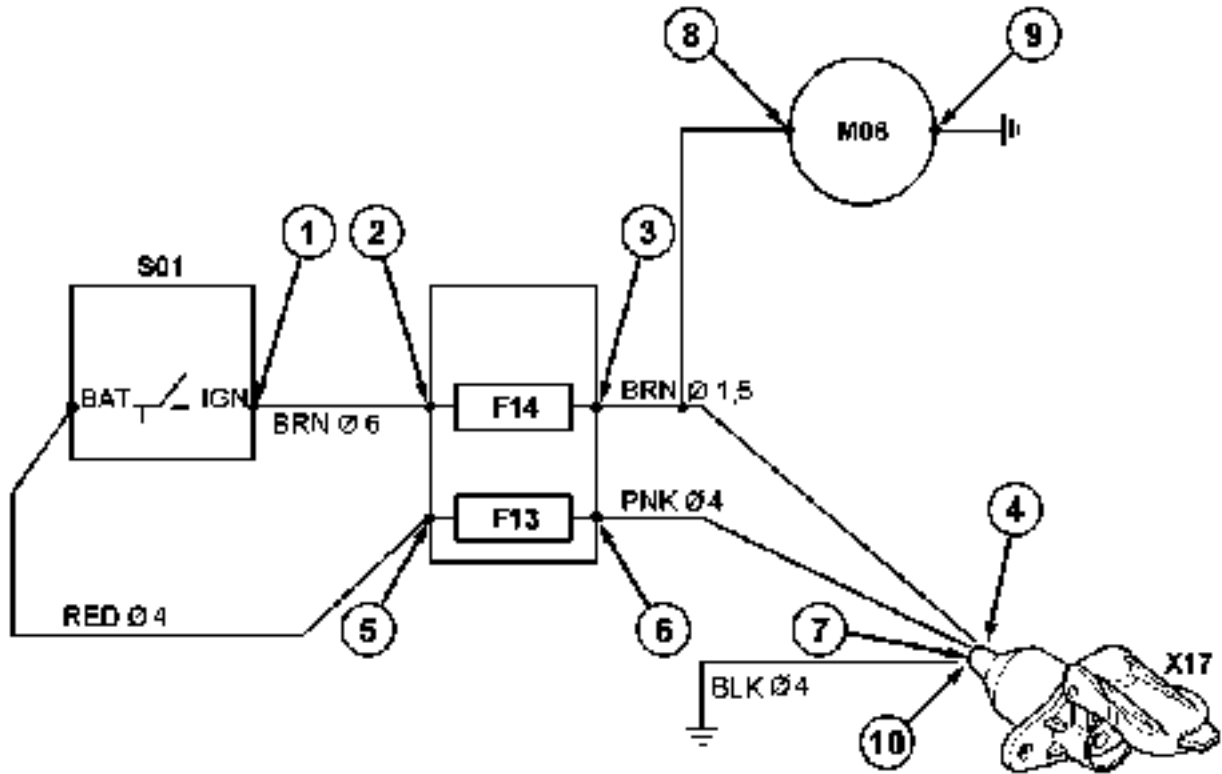 8
9
M06
1
2
3
S01
BAT
IGN
BRN Ø 6
F14
BRN Ø 1,5
F13
PNK Ø 4
4
RED Ø 4
5
6
7
X17
BLK Ø 4
10